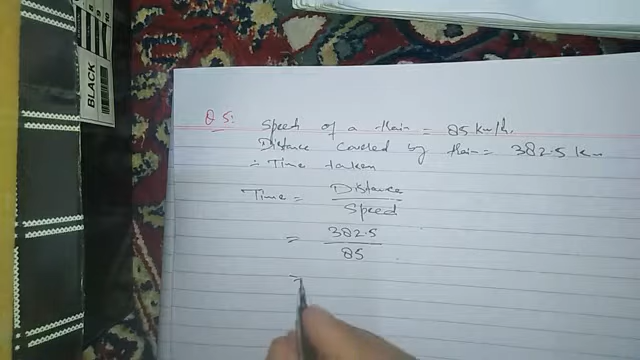 BLACK
Q 5:
Speed of a train = 85 km/h.
Distance covered by train = 382.5 km
∴ Time taken
Time = Distance / Speed
= 382.5 / 85
=